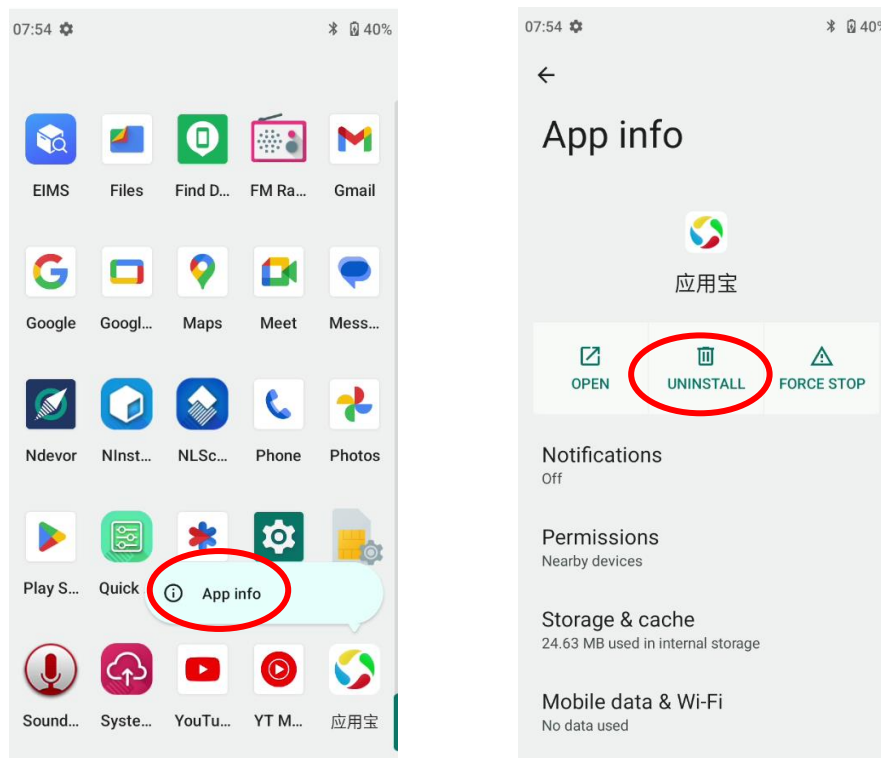 07:54 40%
EIMS Files Find D... FM Ra... Gmail
Google Googl... Maps Meet Mess...
Ndevor NInst... NLSc... Phone Photos
Play S... Quick
App info
Sound... Syste... YouTu... YT M... 应用宝
07:54 40%
App info
应用宝
OPEN UNINSTALL FORCE STOP
Notifications
Off
Permissions
Nearby devices
Storage & cache
24.63 MB used in internal storage
Mobile data & Wi-Fi
No data used